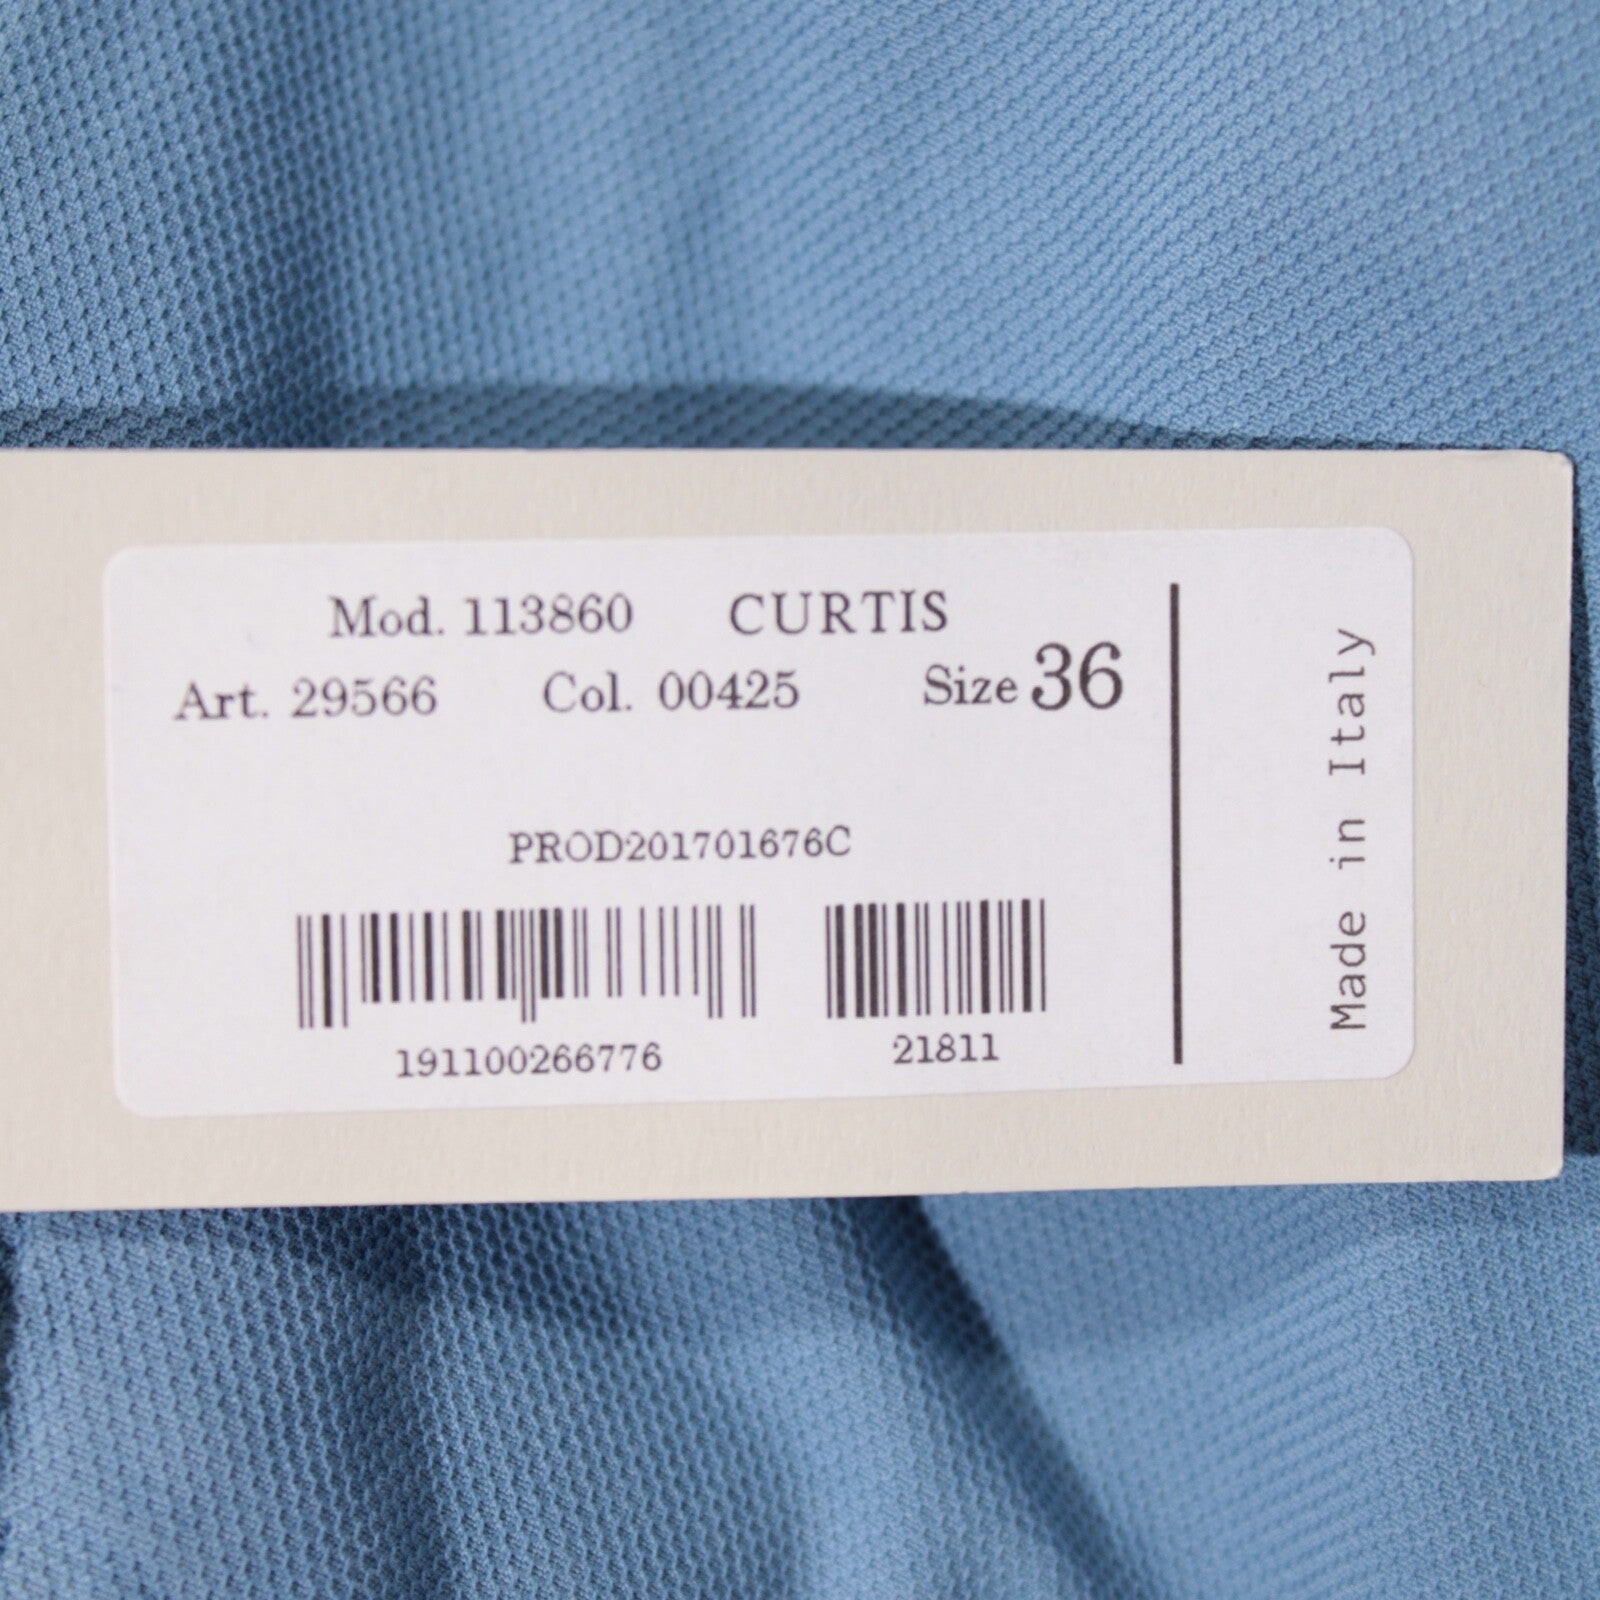 Mod. 113860 CURTIS
Art. 29566 Col. 00425 Size 36
PROD201701676C
191100266776 21811
Made in Italy